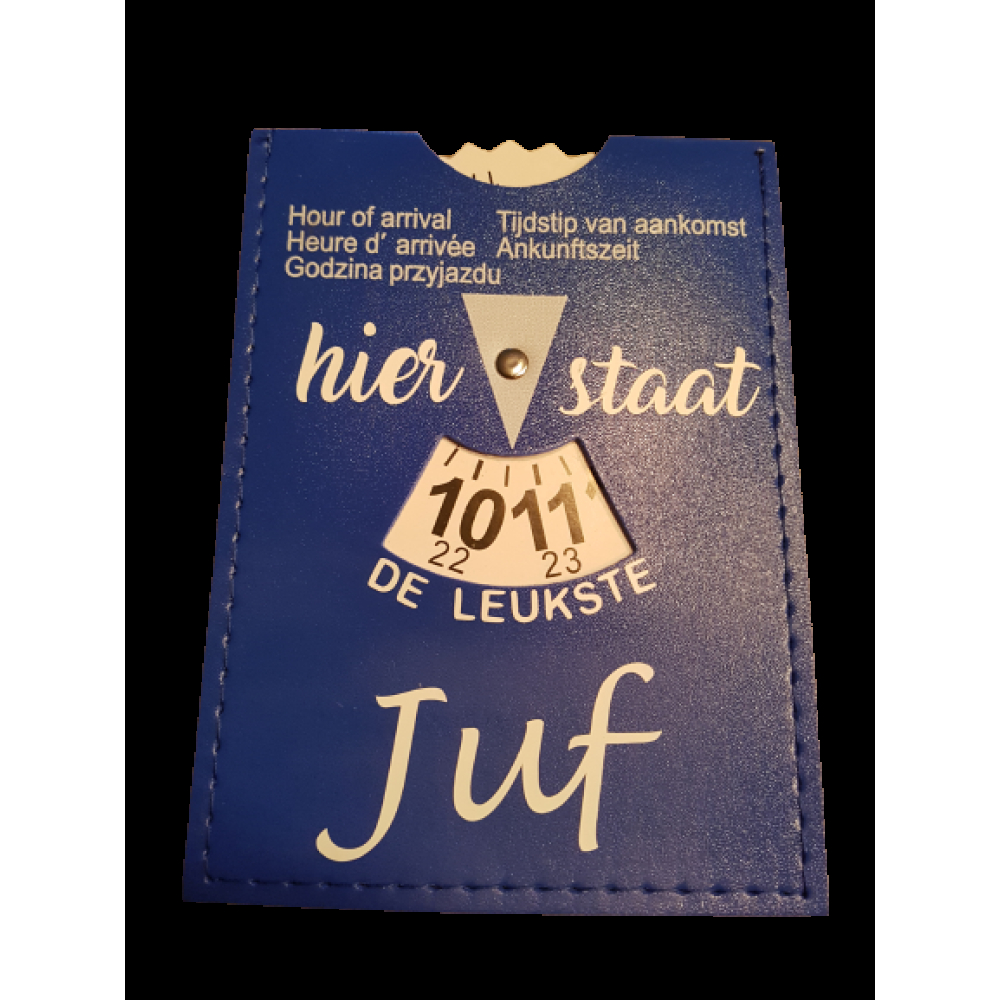 Hour of arrival Tijdstip van aankomst
Heure d' arrivée Ankunftszeit
Godzina przyjazdu
hier staat
10 11
22 23
DE LEUKSTE
Juf